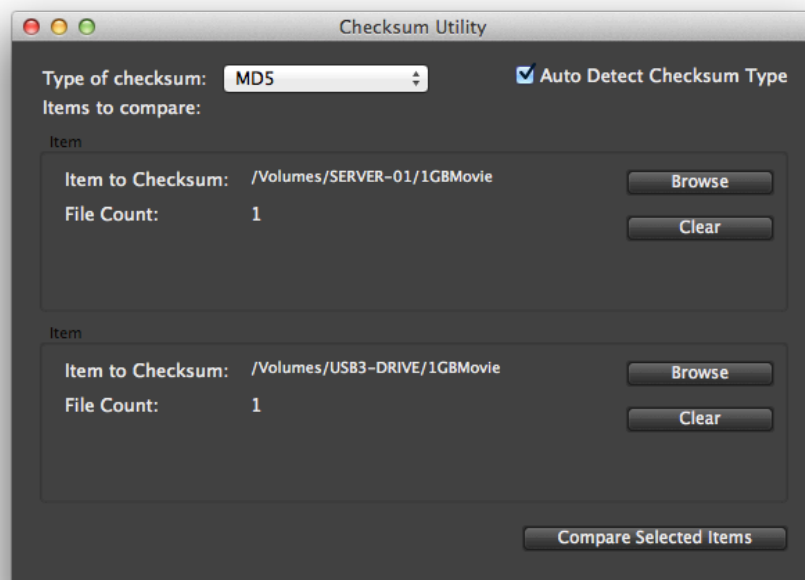 Checksum Utility
Type of checksum: MD5 Auto Detect Checksum Type
Items to compare:
Item
Item to Checksum: /Volumes/SERVER-01/1GBMovie Browse
File Count: 1 Clear
Item
Item to Checksum: /Volumes/USB3-DRIVE/1GBMovie Browse
File Count: 1 Clear
Compare Selected Items